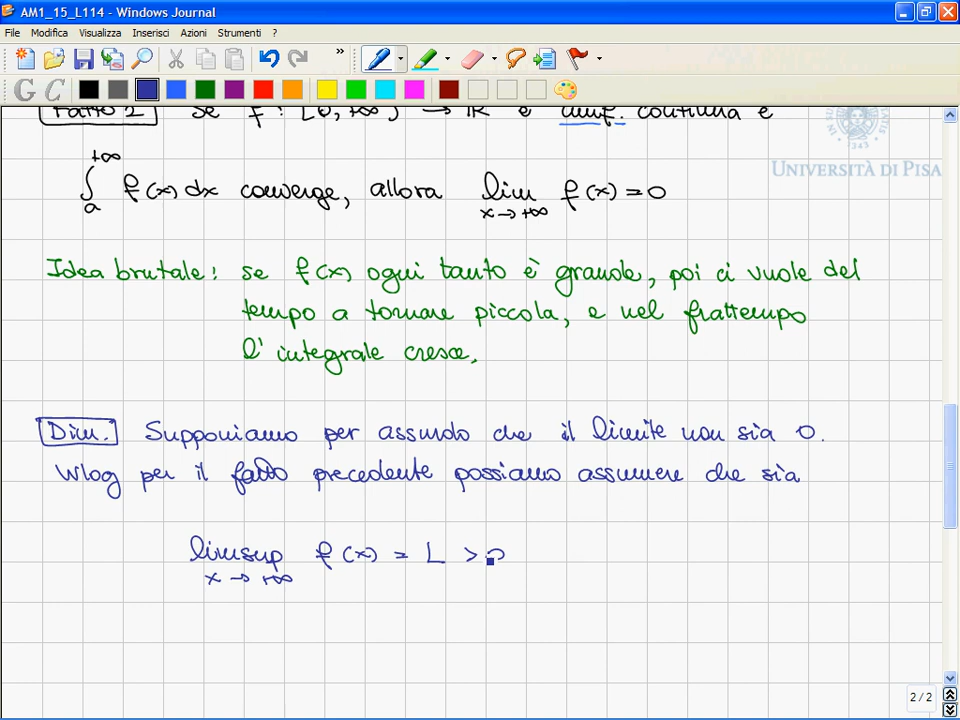 AM1_15_L114 - Windows Journal
File Modifica Visualizza Inserisci Azioni Strumenti ?
Fatto 2 Se f : [0, +∞) → ℝ è unif. continua e
UNIVERSITÀ DI PISA
∫ₐ^{+∞} f(x) dx converge, allora lim_{x→+∞} f(x) = 0
Idea brutale: se f(x) ogni tanto è grande, poi ci vuole del
tempo a tornare piccola, e nel frattempo
l'integrale cresce.
Dim. Supponiamo per assurdo che il limite non sia 0.
Wlog per il fatto precedente possiamo assumere che sia
limsup_{x→+∞} f(x) = L > 0
2 / 2